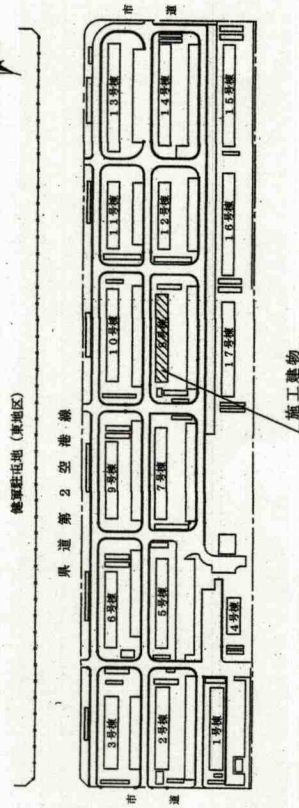 健軍駐屯地（東地区）
県道第２空港線
市道
３号棟
６号棟
９号棟
１０号棟
１１号棟
１３号棟
２号棟
５号棟
７号棟
１２号棟
１４号棟
１号棟
４号棟
１７号棟
１６号棟
１５号棟
市道
施工建物